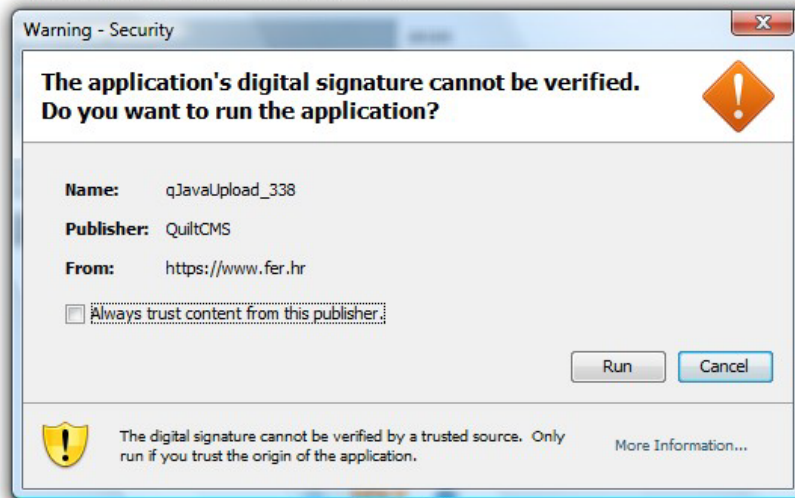 Warning - Security
The application's digital signature cannot be verified.
Do you want to run the application?
Name: qJavaUpload_338
Publisher: QuiltCMS
From: https://www.fer.hr
Always trust content from this publisher.
Run Cancel
The digital signature cannot be verified by a trusted source. Only
run if you trust the origin of the application.
More Information...